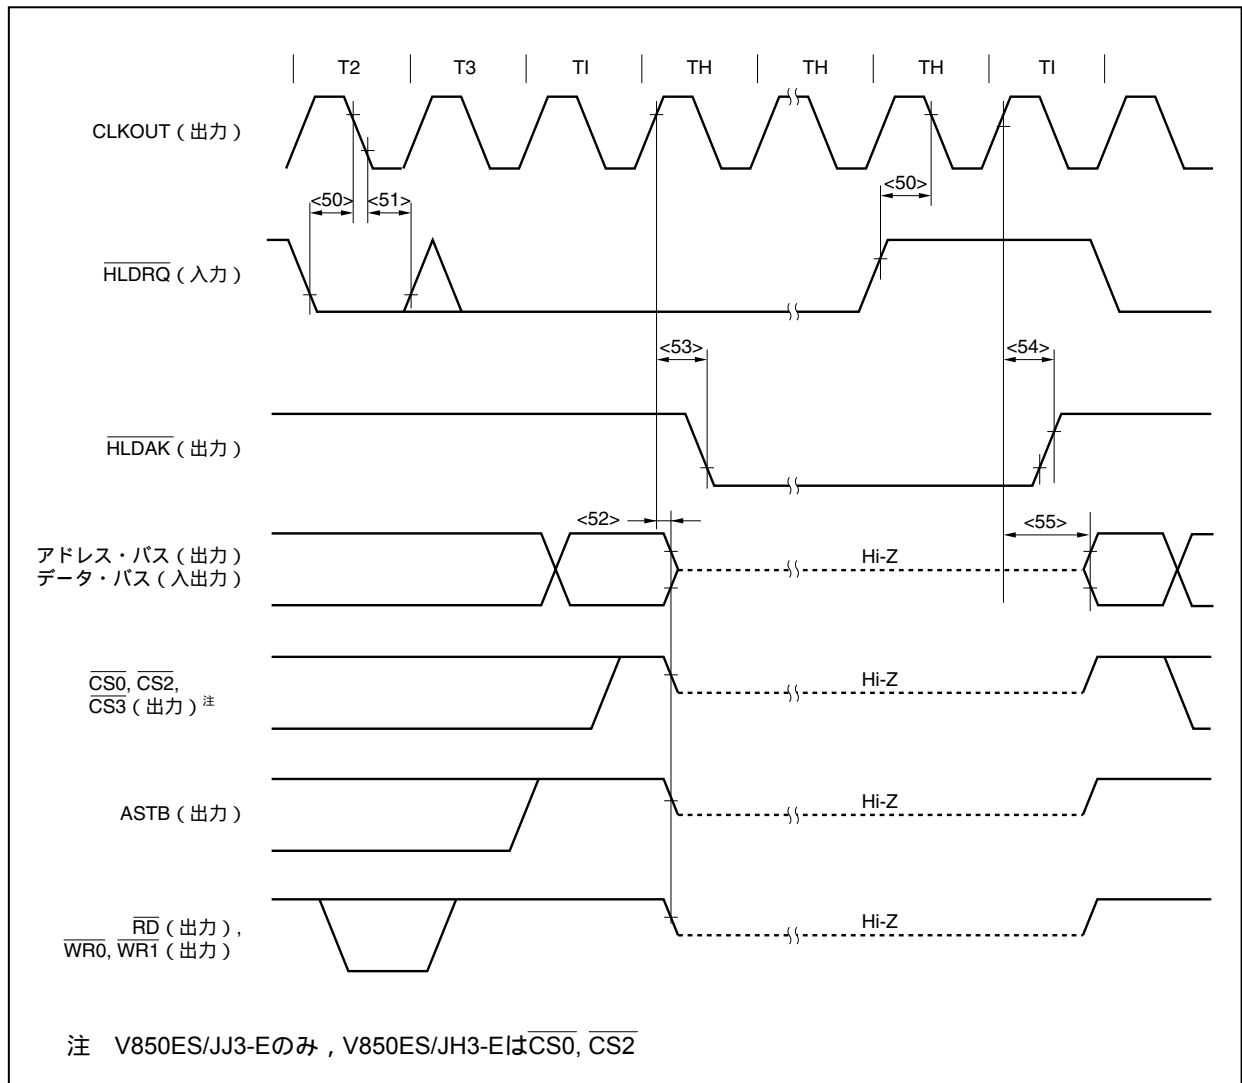 T2 T3 TI TH TH TH TI
CLKOUT（出力）
<50> <51> <50>
HLDRQ（入力）
<53> <54>
HLDAK（出力）
<52> <55>
アドレス・バス（出力）
データ・バス（入出力）
Hi-Z
CS0, CS2,
CS3（出力）注
Hi-Z
ASTB（出力）
Hi-Z
RD（出力）,
WR0, WR1（出力）
Hi-Z
注 V850ES/JJ3-Eのみ，V850ES/JH3-EはCS0, CS2